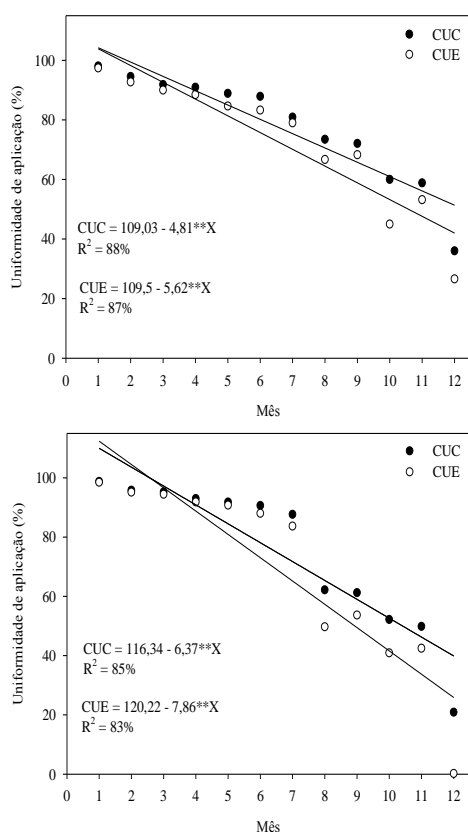 CUC
CUE
100
80
60
40
20
0
Uniformidade de aplicação (%)
CUC = 109,03 - 4,81**X
R² = 88%
CUE = 109,5 - 5,62**X
R² = 87%
0 1 2 3 4 5 6 7 8 9 10 11 12
Mês
CUC
CUE
100
80
60
40
20
0
Uniformidade de aplicação (%)
CUC = 116,34 - 6,37**X
R² = 85%
CUE = 120,22 - 7,86**X
R² = 83%
0 1 2 3 4 5 6 7 8 9 10 11 12
Mês